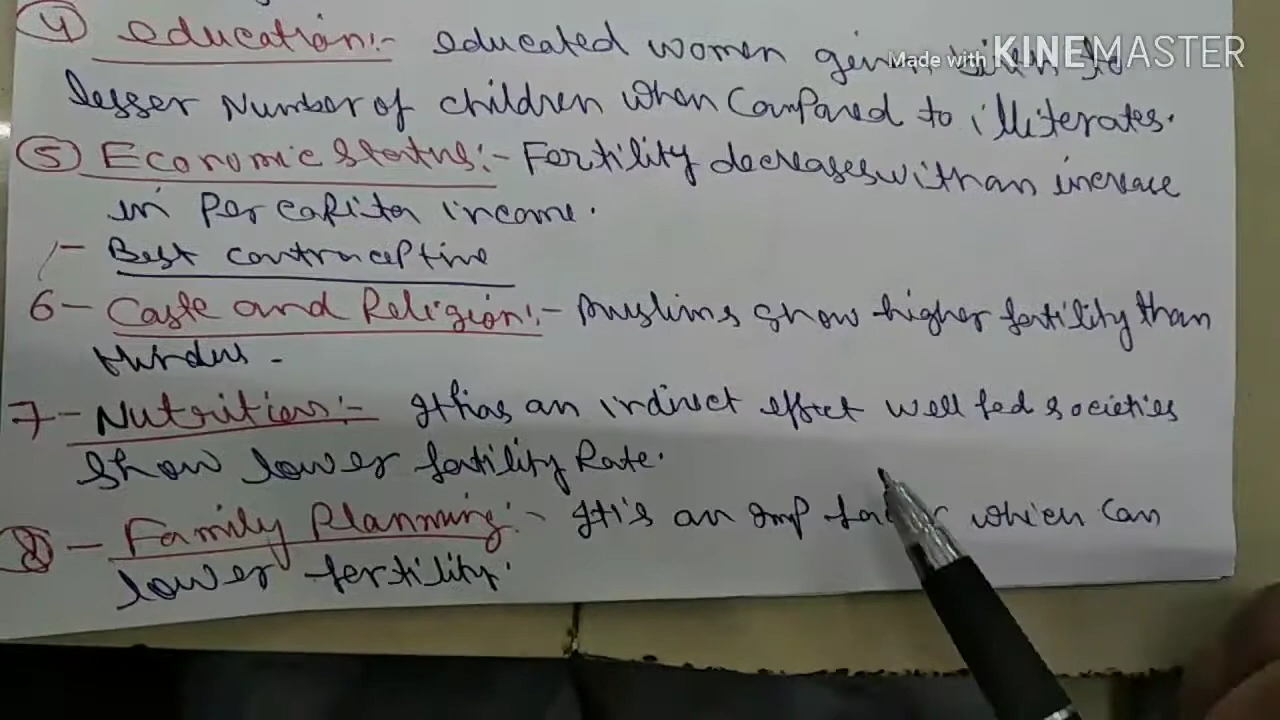 4 education:- educated women given birth to
lesser Number of children when compared to illiterates.
5 Economic Status:- Fertility decreases with an increase
in Per capita income.
- Best contraceptive
6- Caste and Religion:- Muslims show higher fertility than
Hindus -
7- Nutrition:- It has an indirect effect well fed societies
show lower fertility Rate.
8- Family Planning:- It is an Imp factor which can
lower fertility.
Made with KINEMASTER